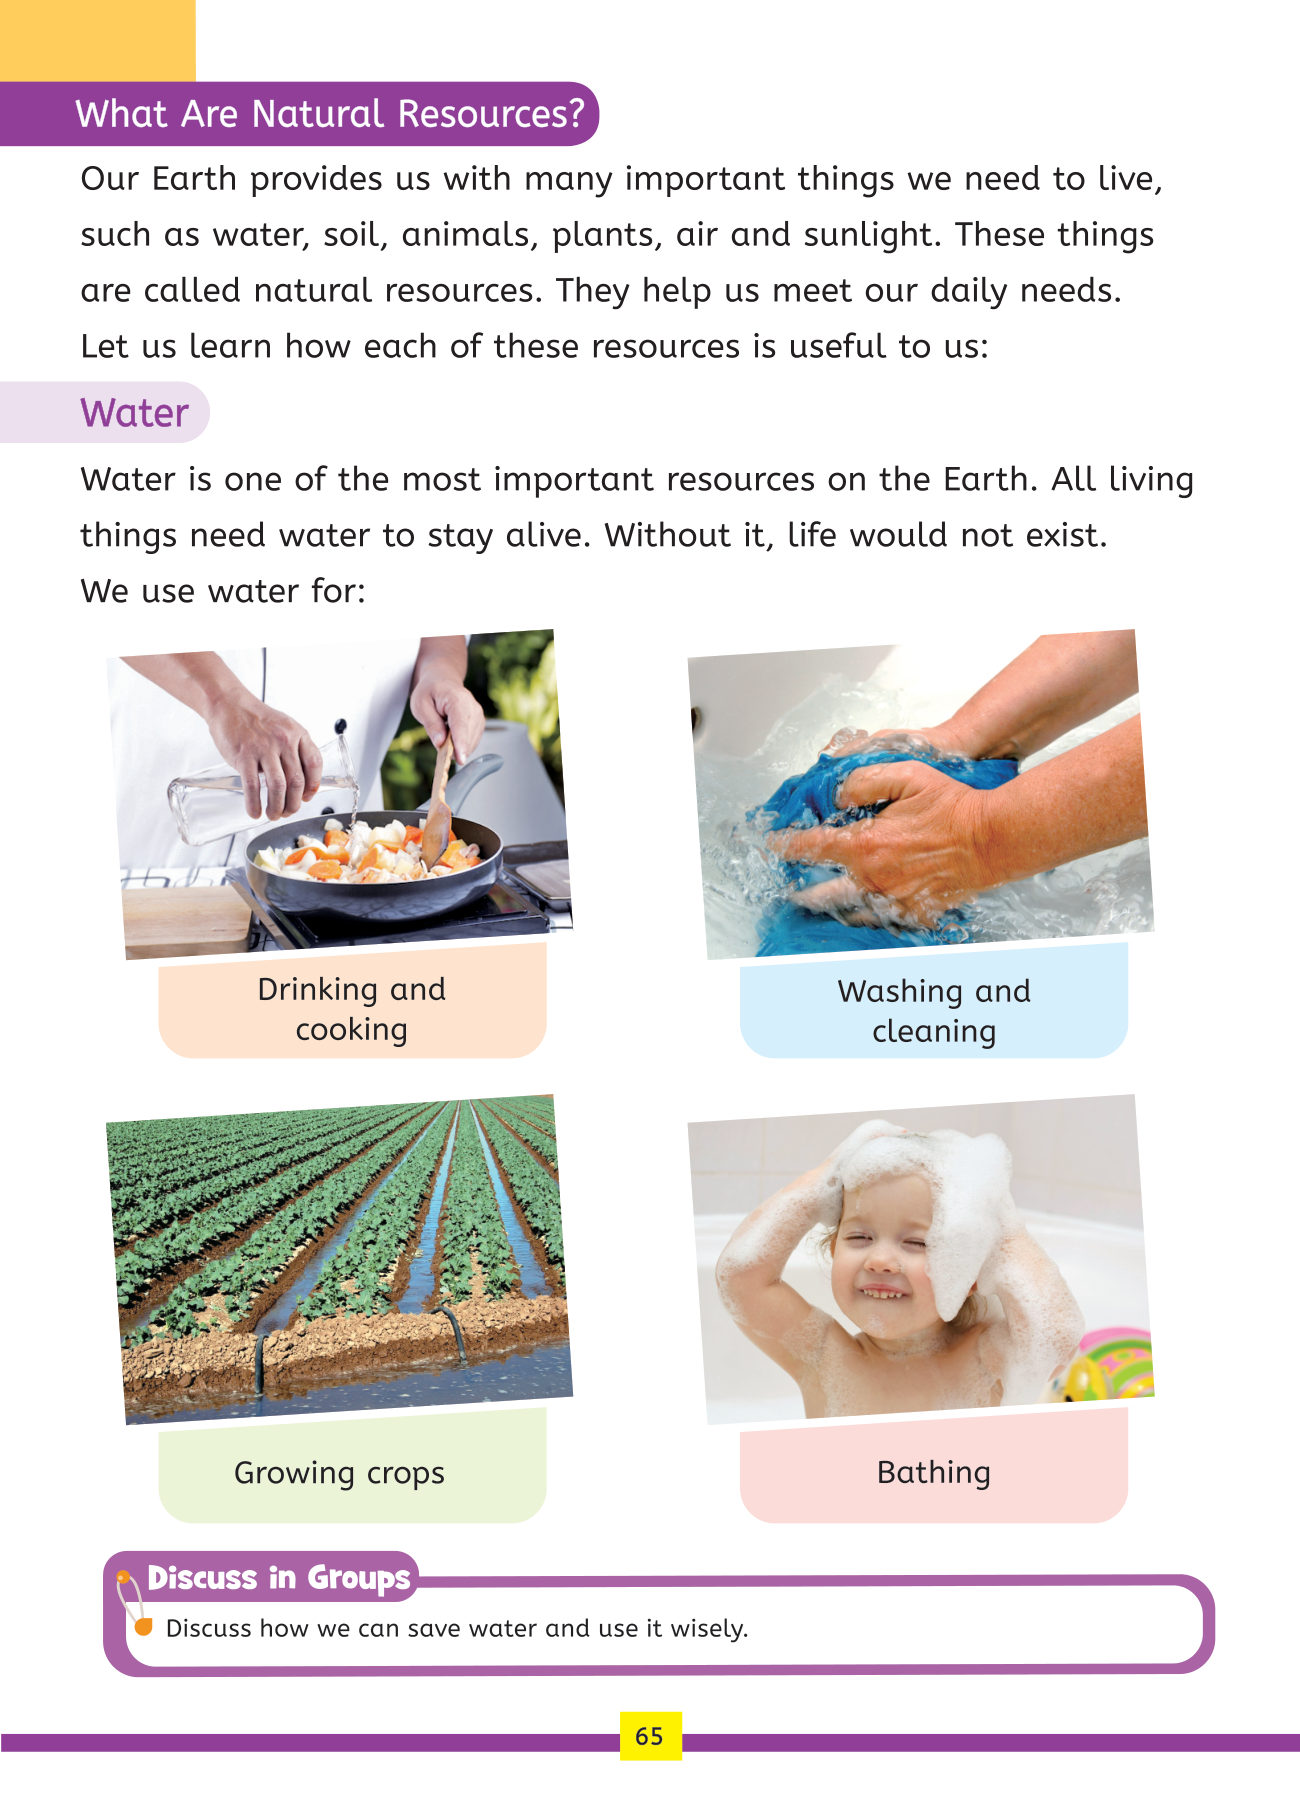 What Are Natural Resources?
Our Earth provides us with many important things we need to live,
such as water, soil, animals, plants, air and sunlight. These things
are called natural resources. They help us meet our daily needs.
Let us learn how each of these resources is useful to us:
Water
Water is one of the most important resources on the Earth. All living
things need water to stay alive. Without it, life would not exist.
We use water for:
Drinking and
cooking
Washing and
cleaning
Growing crops
Bathing
Discuss in Groups
Discuss how we can save water and use it wisely.
65